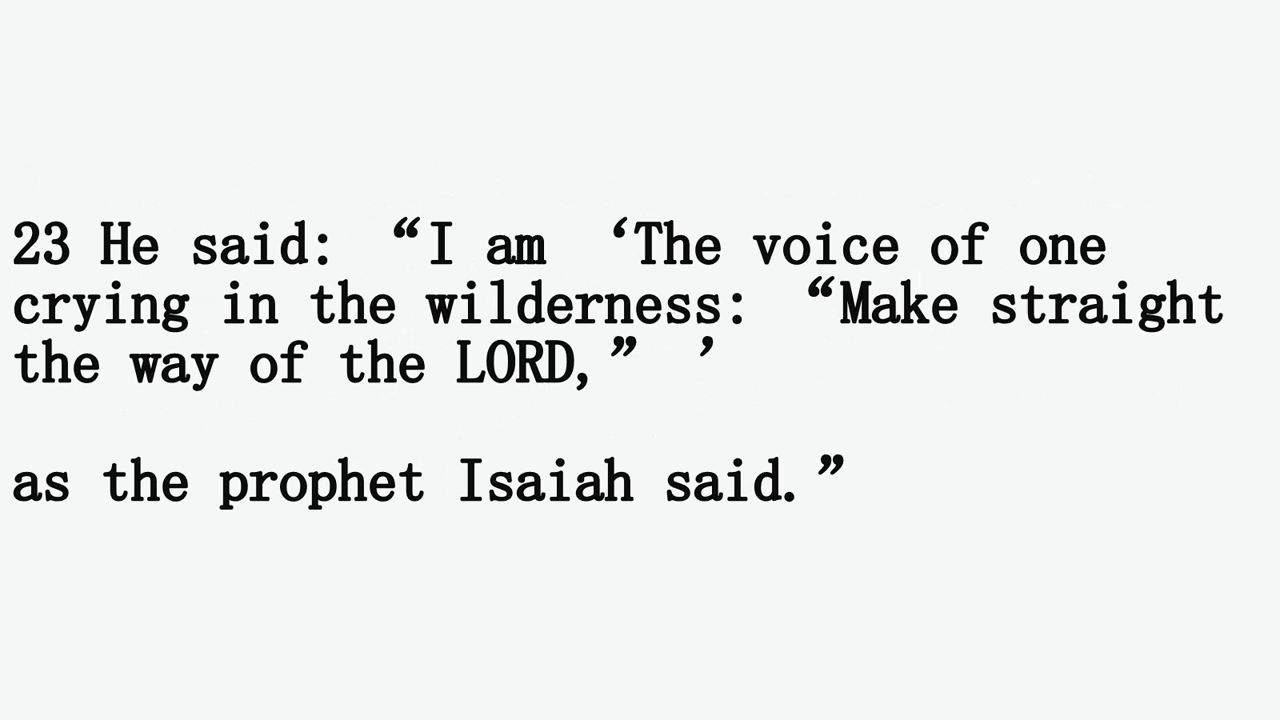 23 He said: “I am ‘The voice of one
crying in the wilderness: “Make straight
the way of the LORD,” ’
as the prophet Isaiah said.”